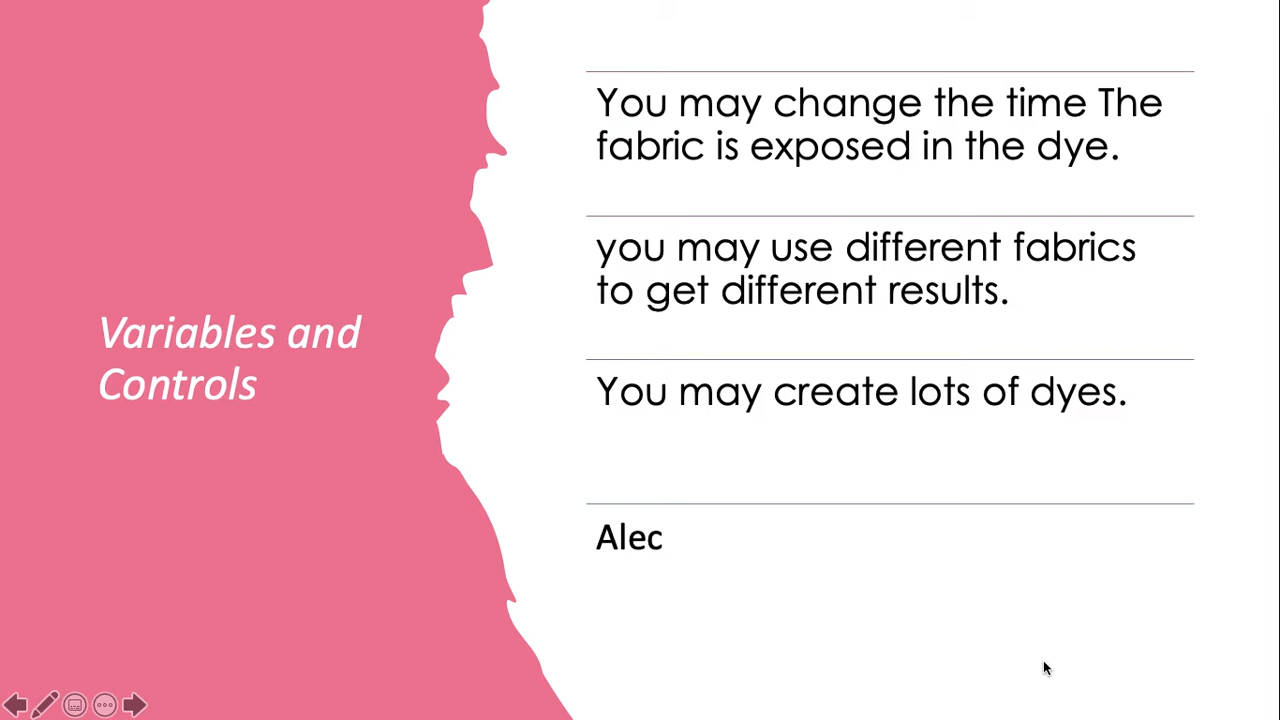 Variables and
Controls
You may change the time The
fabric is exposed in the dye.
you may use different fabrics
to get different results.
You may create lots of dyes.
Alec